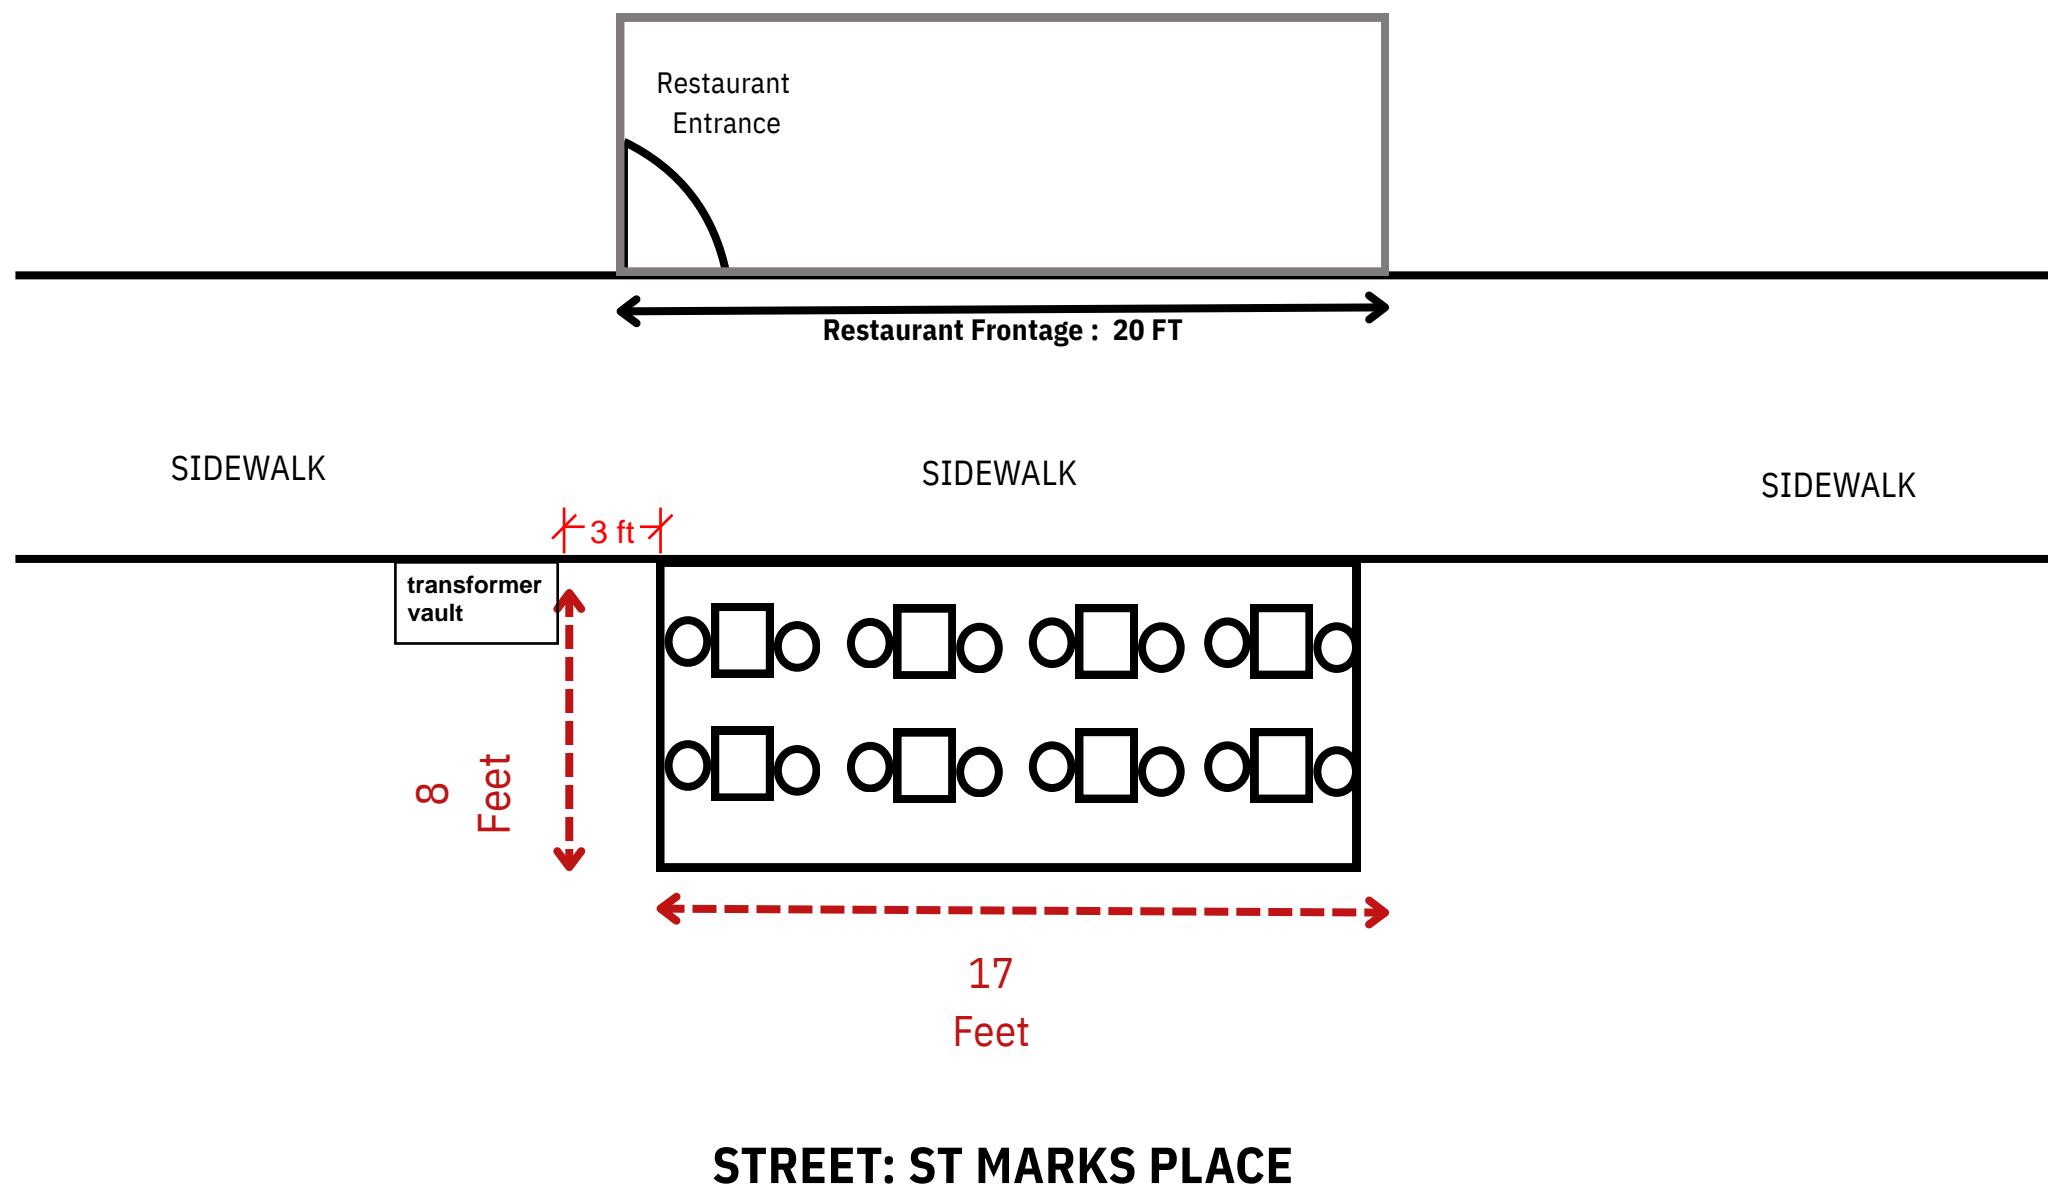 Restaurant
Entrance
Restaurant Frontage :  20 FT
SIDEWALK
SIDEWALK
SIDEWALK
3 ft
transformer
vault
8
Feet
17
Feet
STREET: ST MARKS PLACE